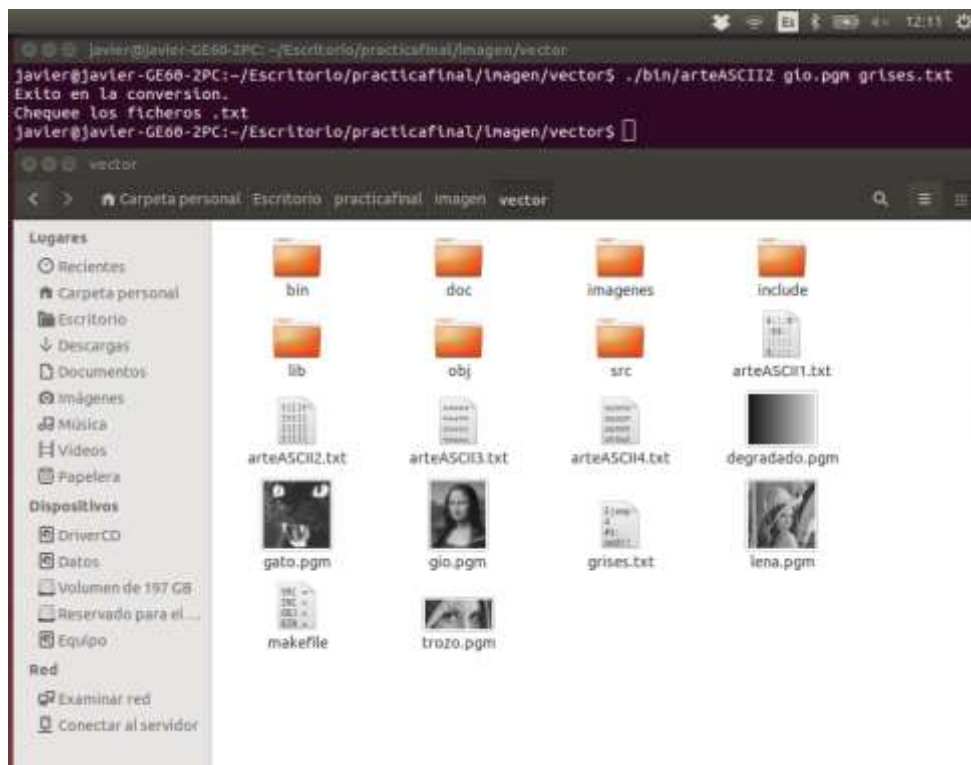 Es 12:11
javier@javier-GE60-2PC: ~/Escritorio/practicafinal/imagen/vector
javier@javier-GE60-2PC:~/Escritorio/practicafinal/imagen/vector$ ./bin/arteASCII2 gio.pgm grises.txt
Exito en la conversion.
Chequee los ficheros .txt
javier@javier-GE60-2PC:~/Escritorio/practicafinal/imagen/vector$
vector
Carpeta personal Escritorio practicafinal imagen vector
Lugares
Recientes
Carpeta personal
Escritorio
Descargas
Documentos
Imágenes
Música
Vídeos
Papelera
Dispositivos
DriverCD
Datos
Volumen de 197 GB
Reservado para el ...
Equipo
Red
Examinar red
Conectar al servidor
bin doc imagenes include
lib obj src arteASCII1.txt
arteASCII2.txt arteASCII3.txt arteASCII4.txt degradado.pgm
gato.pgm gio.pgm grises.txt lena.pgm
makefile trozo.pgm